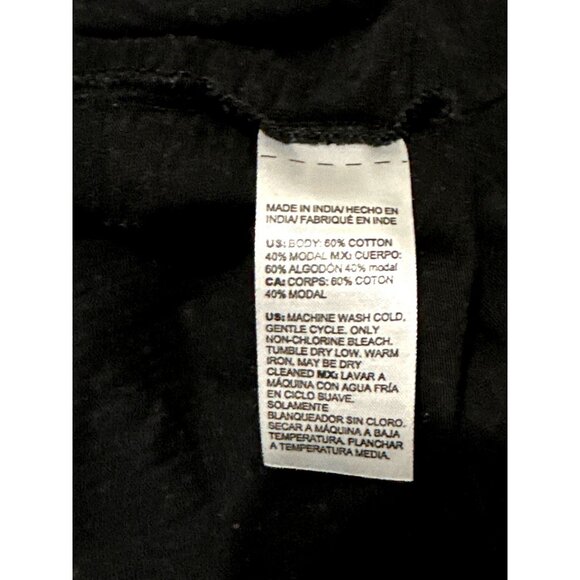 MADE IN INDIA/ HECHO EN
INDIA/ FABRIQUÉ EN INDE
US: BODY: 60% COTTON
40% MODAL MX: CUERPO:
60% ALGODÓN 40% modal
CA: CORPS: 60% COTON
40% MODAL
US: MACHINE WASH COLD,
GENTLE CYCLE. ONLY
NON-CHLORINE BLEACH.
TUMBLE DRY LOW. WARM
IRON. MAY BE DRY
CLEANED MX: LAVAR A
MÁQUINA CON AGUA FRÍA
EN CICLO SUAVE.
SOLAMENTE
BLANQUEADOR SIN CLORO.
SECAR A MÁQUINA A BAJA
TEMPERATURA. PLANCHAR
A TEMPERATURA MEDIA.